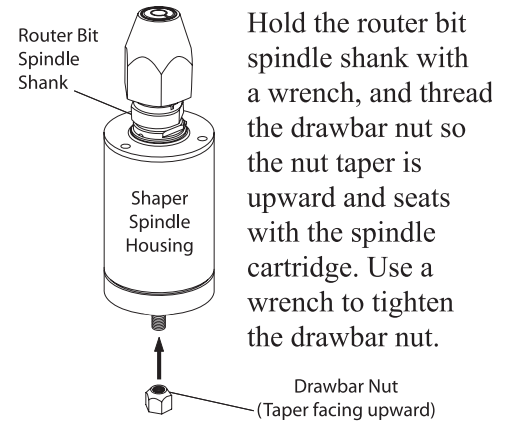 Router Bit
Spindle
Shank
Shaper
Spindle
Housing
Drawbar Nut
(Taper facing upward)
Hold the router bit
spindle shank with
a wrench, and thread
the drawbar nut so
the nut taper is
upward and seats
with the spindle
cartridge. Use a
wrench to tighten
the drawbar nut.